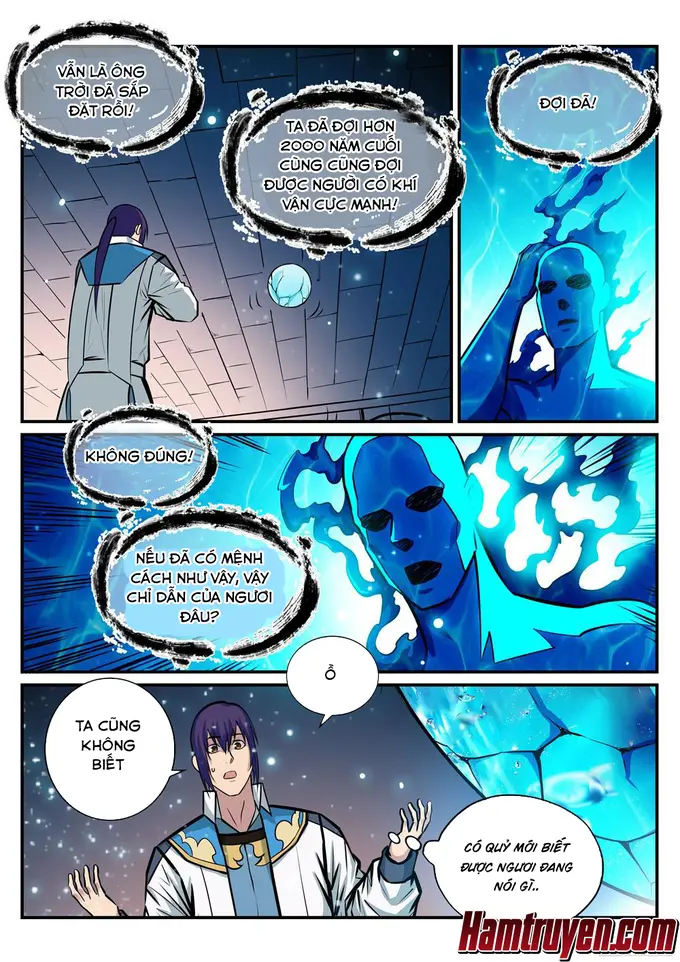 VẪN LÀ ÔNG
TRỜI ĐÃ SẮP
ĐẶT RỒI!
TA ĐÃ ĐỢI HƠN
2000 NĂM CUỐI
CÙNG CŨNG ĐỢI
ĐƯỢC NGƯỜI CÓ KHÍ
VẬN CỰC MẠNH!
ĐỢI ĐÃ!
KHÔNG ĐÚNG!
NẾU ĐÃ CÓ MỆNH
CÁCH NHƯ VẬY, VẬY
CHỈ DẪN CỦA NGƯƠI
ĐÂU?
Ồ
TA CŨNG
KHÔNG
BIẾT
CÓ QUỶ MỚI BIẾT
ĐƯỢC NGƯƠI ĐANG
NÓI GÌ..
Hamtruyen.com